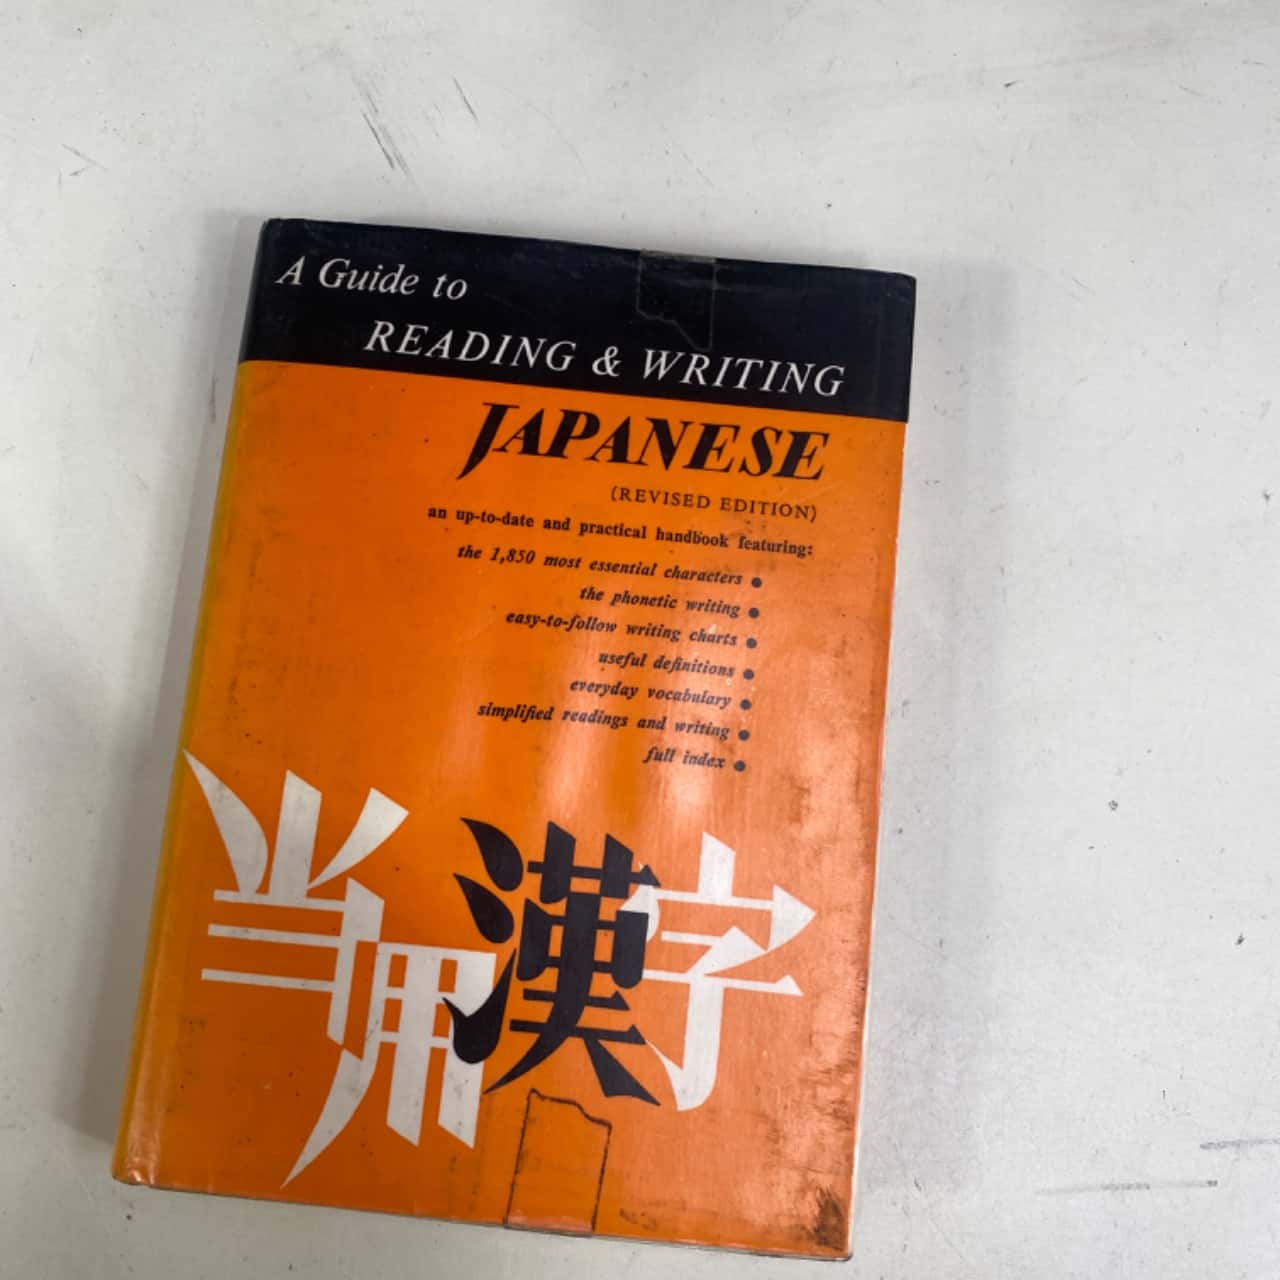 A Guide to
READING & WRITING
JAPANESE
(REVISED EDITION)
an up-to-date and practical handbook featuring:
the 1,850 most essential characters ●
the phonetic writing ●
easy-to-follow writing charts ●
useful definitions ●
everyday vocabulary ●
simplified readings and writing ●
full index ●
当用漢字